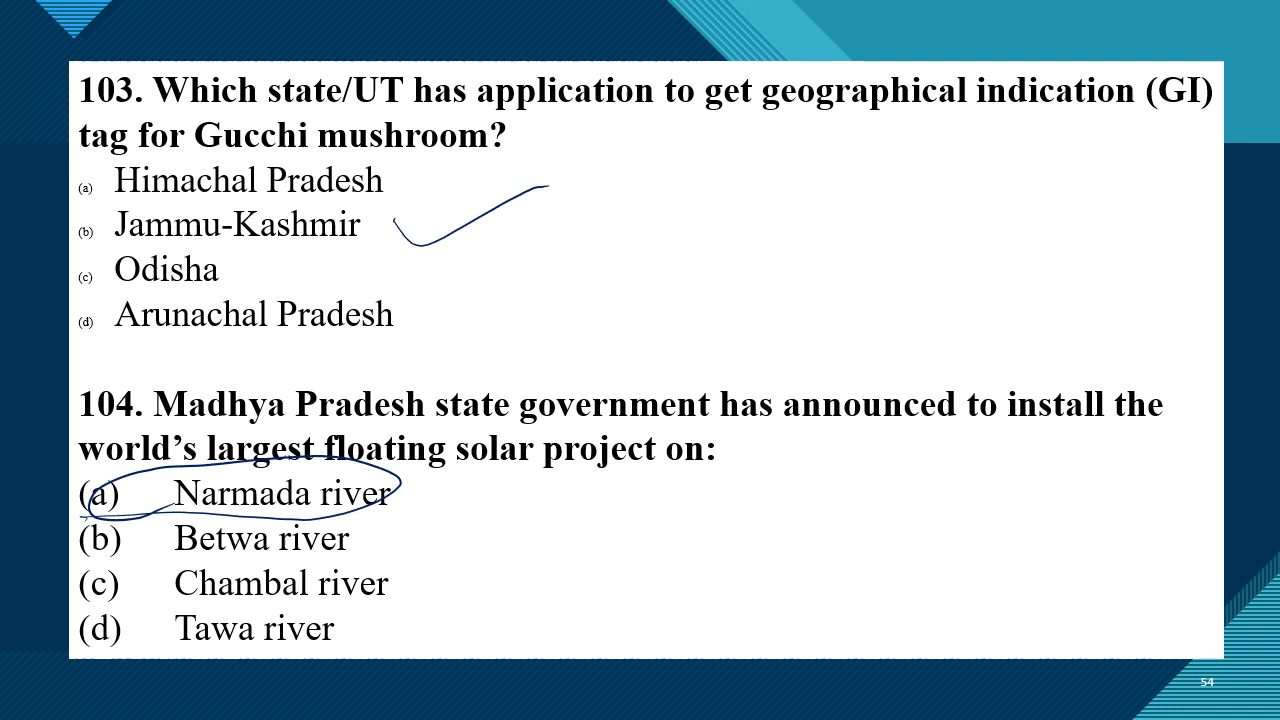 103. Which state/UT has application to get geographical indication (GI)
tag for Gucchi mushroom?
(a) Himachal Pradesh
(b) Jammu-Kashmir
(c) Odisha
(d) Arunachal Pradesh
104. Madhya Pradesh state government has announced to install the
world’s largest floating solar project on:
(a) Narmada river
(b) Betwa river
(c) Chambal river
(d) Tawa river
54